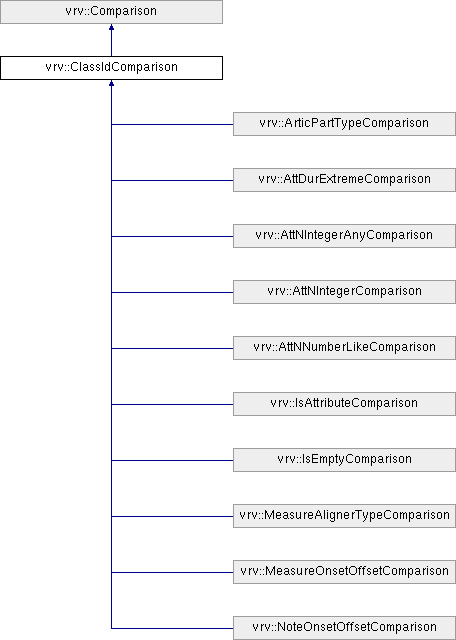 vrv::Comparison
vrv::ClassIdComparison
vrv::ArticPartTypeComparison
vrv::AttDurExtremeComparison
vrv::AttNIntegerAnyComparison
vrv::AttNIntegerComparison
vrv::AttNNumberLikeComparison
vrv::IsAttributeComparison
vrv::IsEmptyComparison
vrv::MeasureAlignerTypeComparison
vrv::MeasureOnsetOffsetComparison
vrv::NoteOnsetOffsetComparison